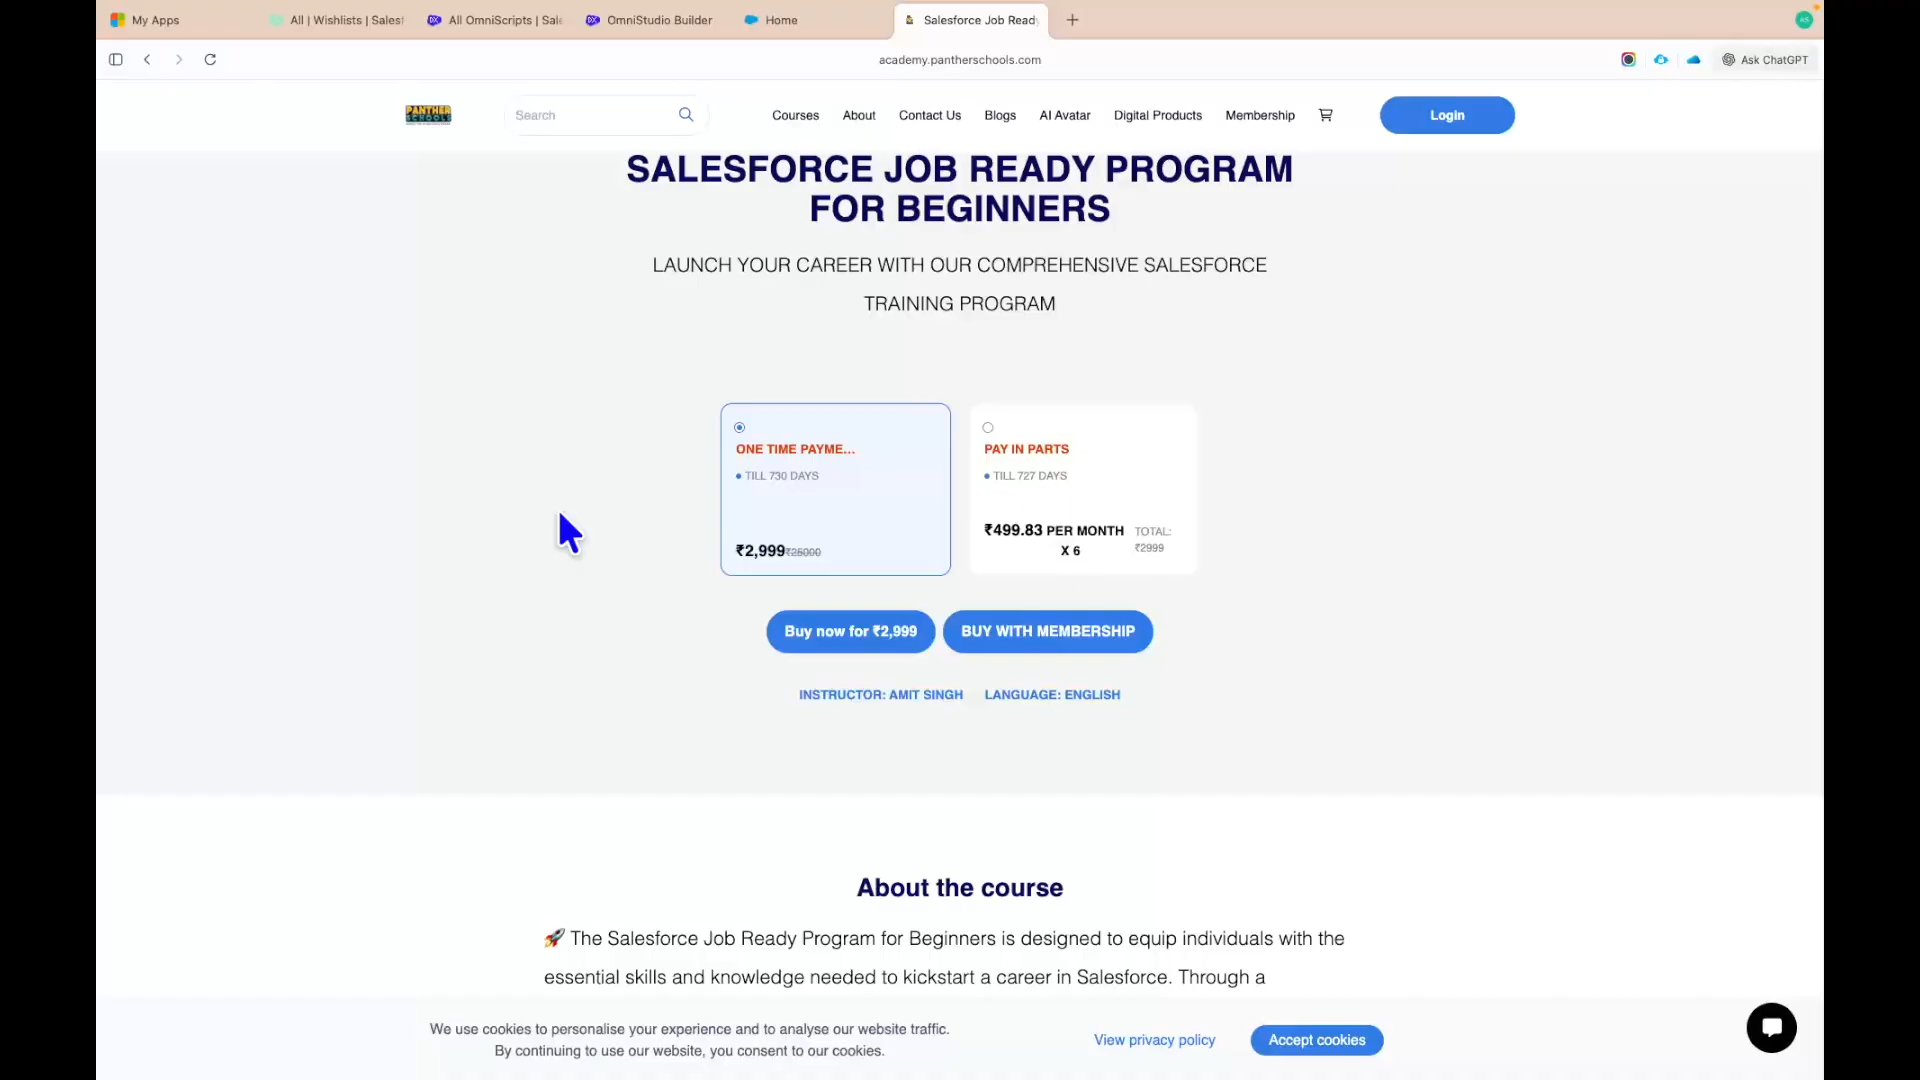 My Apps
All | Wishlists | Salesf
All OmniScripts | Sale
OmniStudio Builder
Home
Salesforce Job Ready
academy.pantherschools.com
Ask ChatGPT
PANTHER
SCHOOLS
Search
Courses
About
Contact Us
Blogs
AI Avatar
Digital Products
Membership
Login
SALESFORCE JOB READY PROGRAM
FOR BEGINNERS
LAUNCH YOUR CAREER WITH OUR COMPREHENSIVE SALESFORCE
TRAINING PROGRAM
ONE TIME PAYME...
TILL 730 DAYS
₹2,999 ₹25000
PAY IN PARTS
TILL 727 DAYS
₹499.83 PER MONTH
X 6
TOTAL:
₹2999
Buy now for ₹2,999
BUY WITH MEMBERSHIP
INSTRUCTOR: AMIT SINGH
LANGUAGE: ENGLISH
About the course
🚀 The Salesforce Job Ready Program for Beginners is designed to equip individuals with the
essential skills and knowledge needed to kickstart a career in Salesforce. Through a
We use cookies to personalise your experience and to analyse our website traffic.
By continuing to use our website, you consent to our cookies.
View privacy policy
Accept cookies